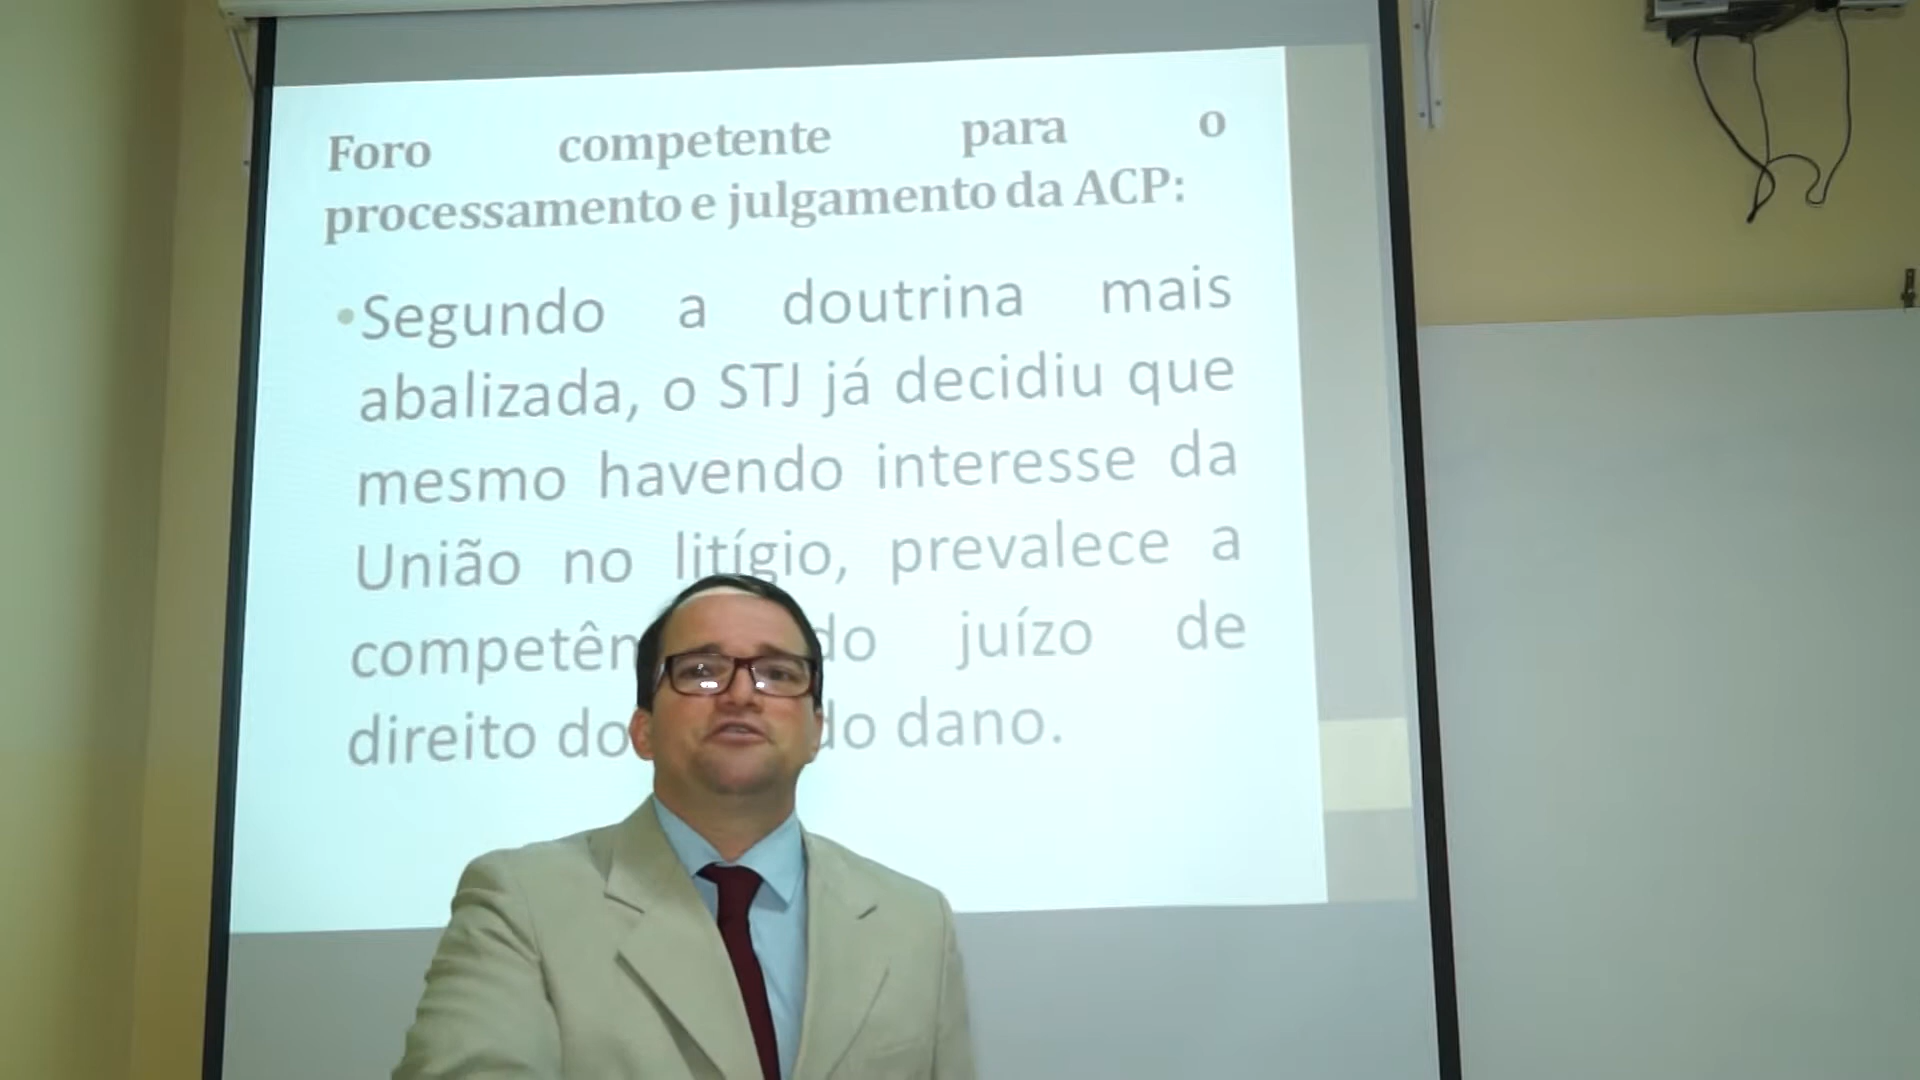 Foro competente para o
processamento e julgamento da ACP:
•Segundo a doutrina mais
abalizada, o STJ já decidiu que
mesmo havendo interesse da
União no litígio, prevalece a
do juízo de
direito do do dano.